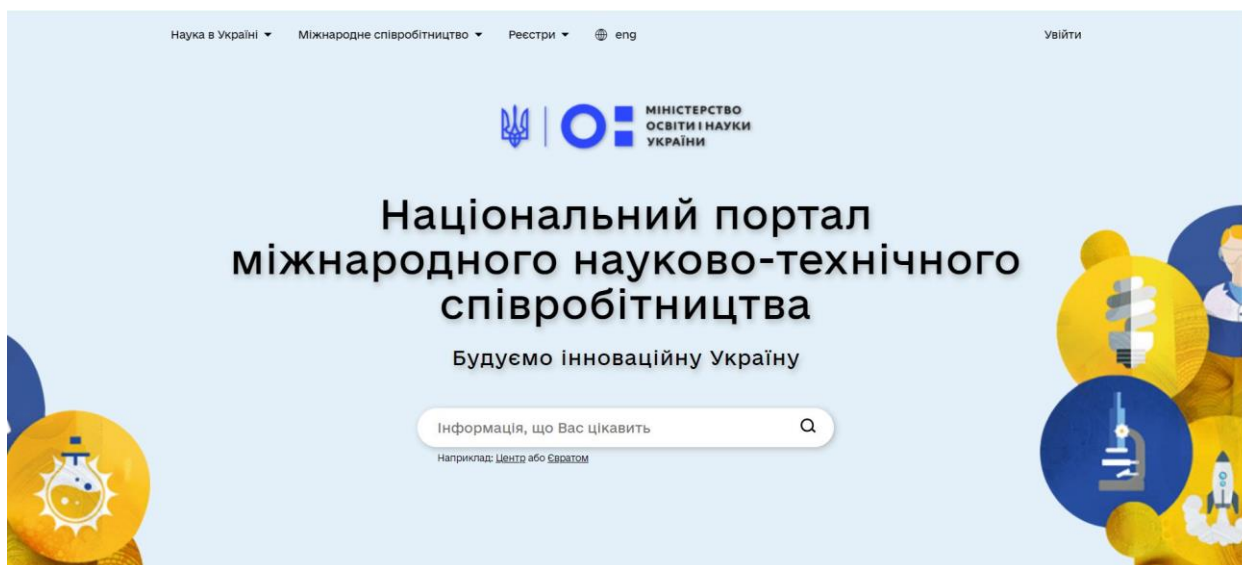 Наука в Україні Міжнародне співробітництво Реєстри eng Увійти
МІНІСТЕРСТВО
ОСВІТИ І НАУКИ
УКРАЇНИ
Національний портал
міжнародного науково-технічного
співробітництва
Будуємо інноваційну Україну
Інформація, що Вас цікавить
Наприклад: Центр або Євратом